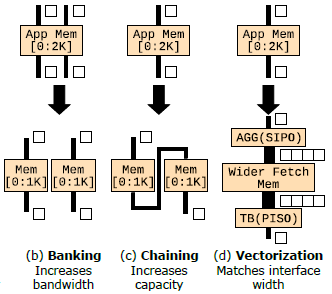 App Mem
[0:2K]
App Mem
[0:2K]
App Mem
[0:2K]
Mem
[0:1K]
Mem
[0:1K]
Mem
[0:1K]
Mem
[0:1K]
AGG(SIPO)
Wider Fetch
Mem
TB(PISO)
(b) Banking
Increases
bandwidth
(c) Chaining
Increases
capacity
(d) Vectorization
Matches interface
width